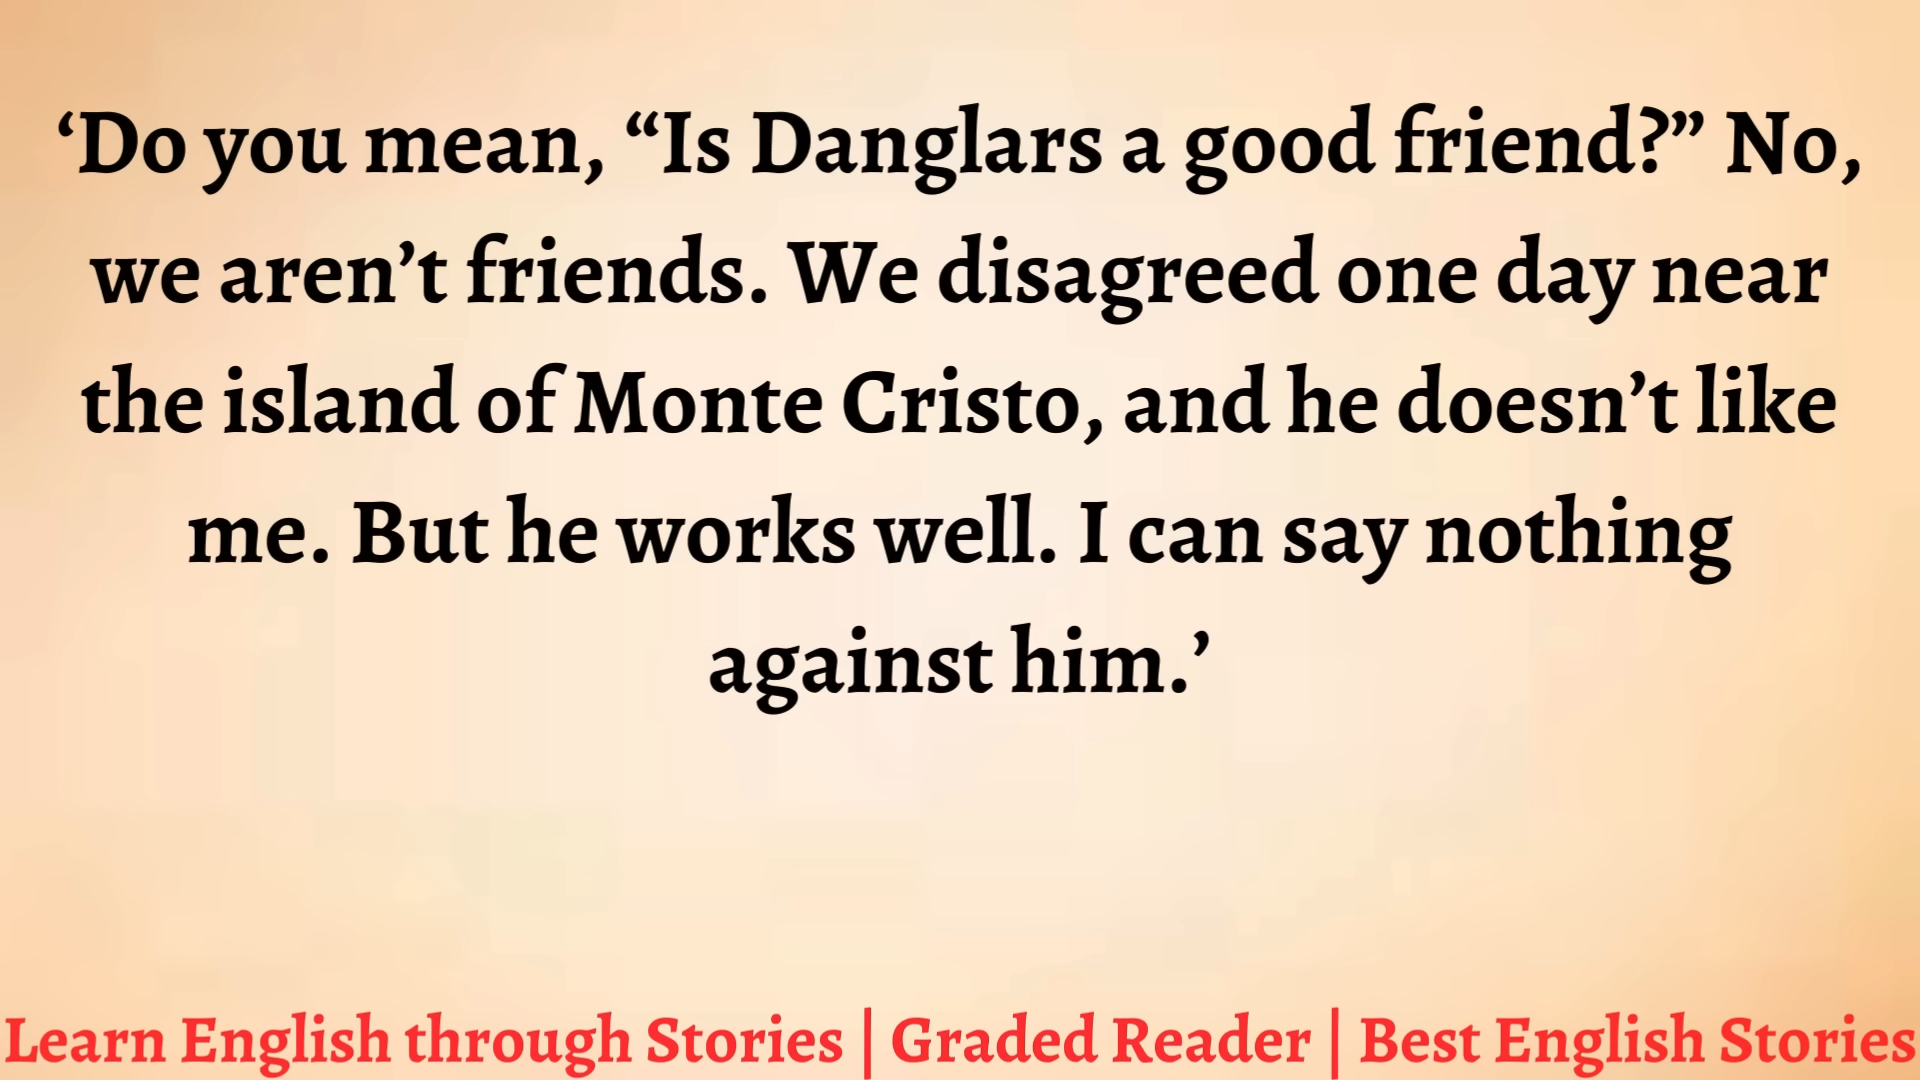 ‘Do you mean, “Is Danglars a good friend?” No,
we aren’t friends. We disagreed one day near
the island of Monte Cristo, and he doesn’t like
me. But he works well. I can say nothing
against him.’
Learn English through Stories | Graded Reader | Best English Stories